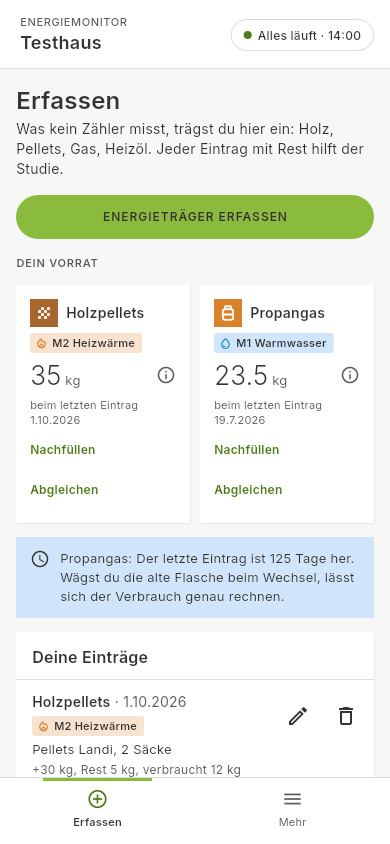 ENERGIEMONITOR
Testhaus
Alles läuft · 14:00
Erfassen
Was kein Zähler misst, trägst du hier ein: Holz,
Pellets, Gas, Heizöl. Jeder Eintrag mit Rest hilft der
Studie.
ENERGIETRÄGER ERFASSEN
DEIN VORRAT
Holzpellets
M2 Heizwärme
35 kg
beim letzten Eintrag
1.10.2026
Nachfüllen
Abgleichen
Propangas
M1 Warmwasser
23.5 kg
beim letzten Eintrag
19.7.2026
Nachfüllen
Abgleichen
Propangas: Der letzte Eintrag ist 125 Tage her.
Wägst du die alte Flasche beim Wechsel, lässt
sich der Verbrauch genau rechnen.
Deine Einträge
Holzpellets · 1.10.2026
M2 Heizwärme
Pellets Landi, 2 Säcke
+30 kg, Rest 5 kg, verbraucht 12 kg
Erfassen
Mehr